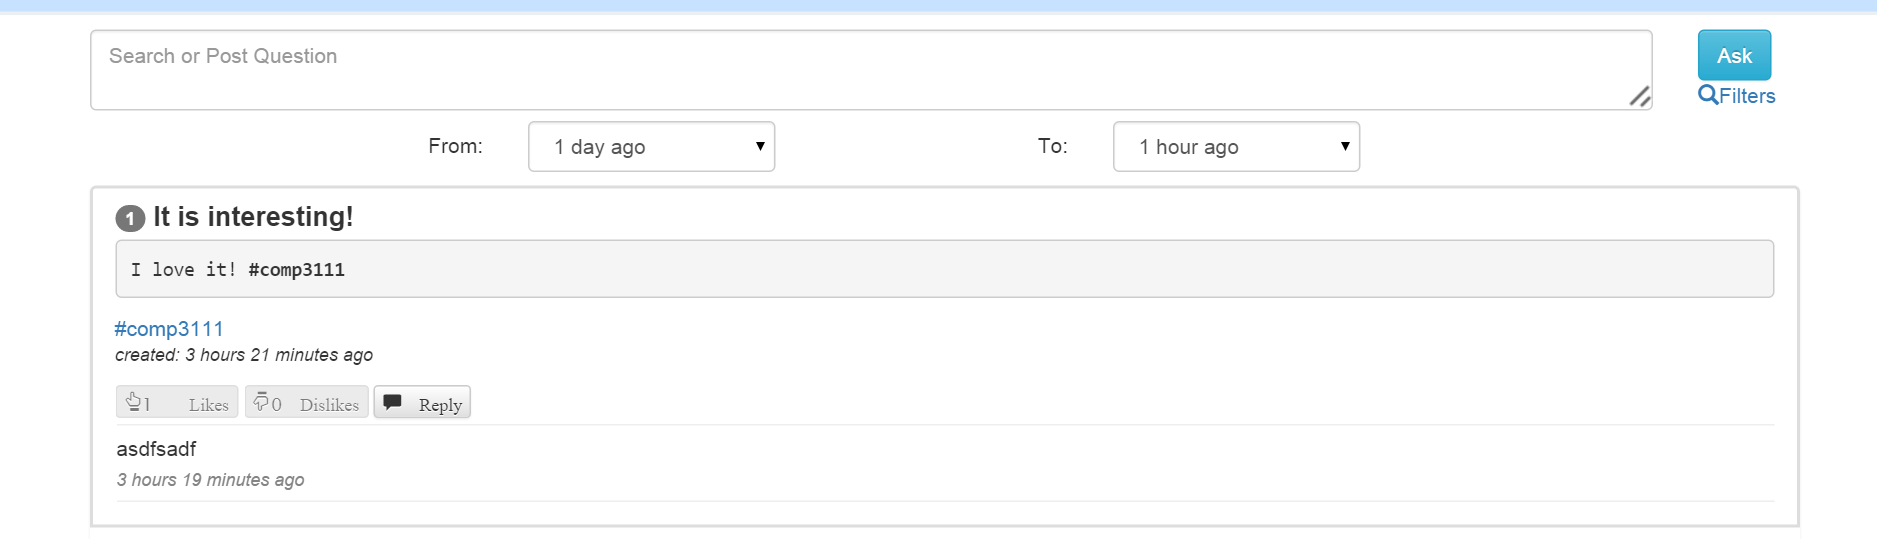 Search or Post Question
Ask
Filters
From: 1 day ago To: 1 hour ago
1 It is interesting!
I love it! #comp3111
#comp3111
created: 3 hours 21 minutes ago
1 Likes 0 Dislikes Reply
asdfsadf
3 hours 19 minutes ago